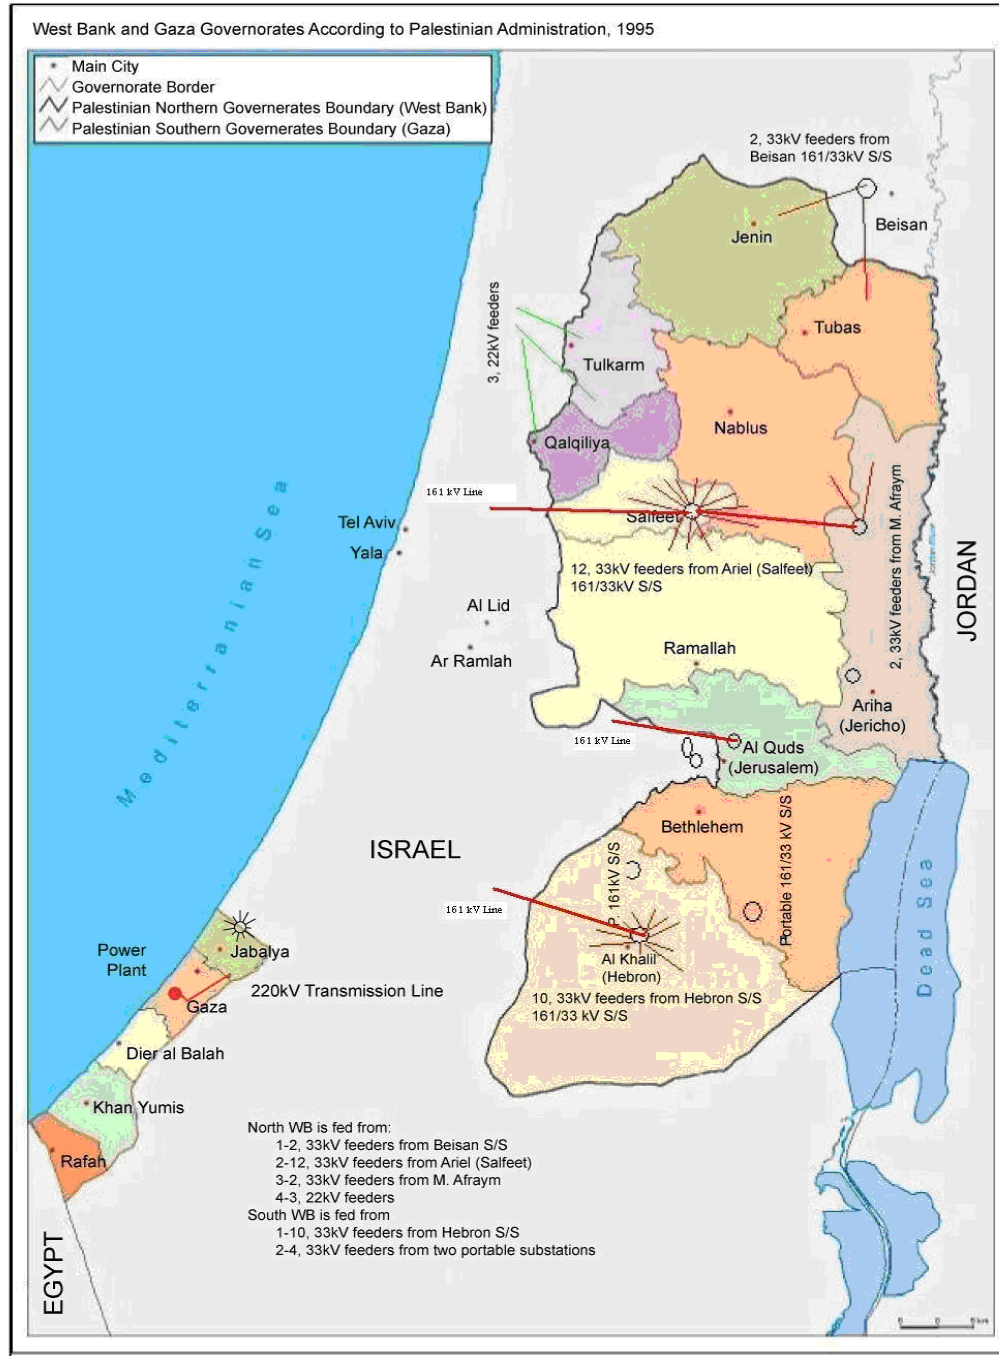 West Bank and Gaza Governorates According to Palestinian Administration, 1995
Main City
Governorate Border
Palestinian Northern Governerates Boundary (West Bank)
Palestinian Southern Governerates Boundary (Gaza)
2, 33kV feeders from
Beisan 161/33kV S/S
Beisan
Jenin
Tubas
3, 22kV feeders
Tulkarm
Nablus
Qalqiliya
161 kV Line
Salfeet
Tel Aviv
Yala
12, 33kV feeders from Ariel (Salfeet)
161/33kV S/S
2, 33kV feeders from M. Afraym
Jordan River
JORDAN
Mediterranian Sea
Al Lid
Ar Ramlah
Ramallah
Ariha
(Jericho)
161 kV Line
Al Quds
(Jerusalem)
Bethlehem
ISRAEL
P 161kV S/S
Portable 161/33 kV S/S
Dead Sea
161 kV Line
Al Khalil
(Hebron)
10, 33kV feeders from Hebron S/S
161/33 kV S/S
Power
Plant
Jabalya
220kV Transmission Line
Gaza
Dier al Balah
Khan Yumis
Rafah
EGYPT
North WB is fed from:
1-2, 33kV feeders from Beisan S/S
2-12, 33kV feeders from Ariel (Salfeet)
3-2, 33kV feeders from M. Afraym
4-3, 22kV feeders
South WB is fed from
1-10, 33kV feeders from Hebron S/S
2-4, 33kV feeders from two portable substations